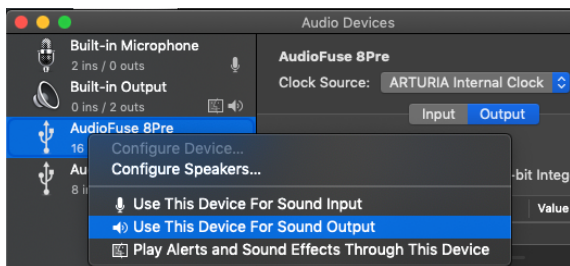 Audio Devices
Built-in Microphone
2 ins / 0 outs
Built-in Output
0 ins / 2 outs
AudioFuse 8Pre
16
Au
8 i
AudioFuse 8Pre
Clock Source: ARTURIA Internal Clock
Input Output
-bit Integ
Value
Configure Device...
Configure Speakers...
Use This Device For Sound Input
Use This Device For Sound Output
Play Alerts and Sound Effects Through This Device